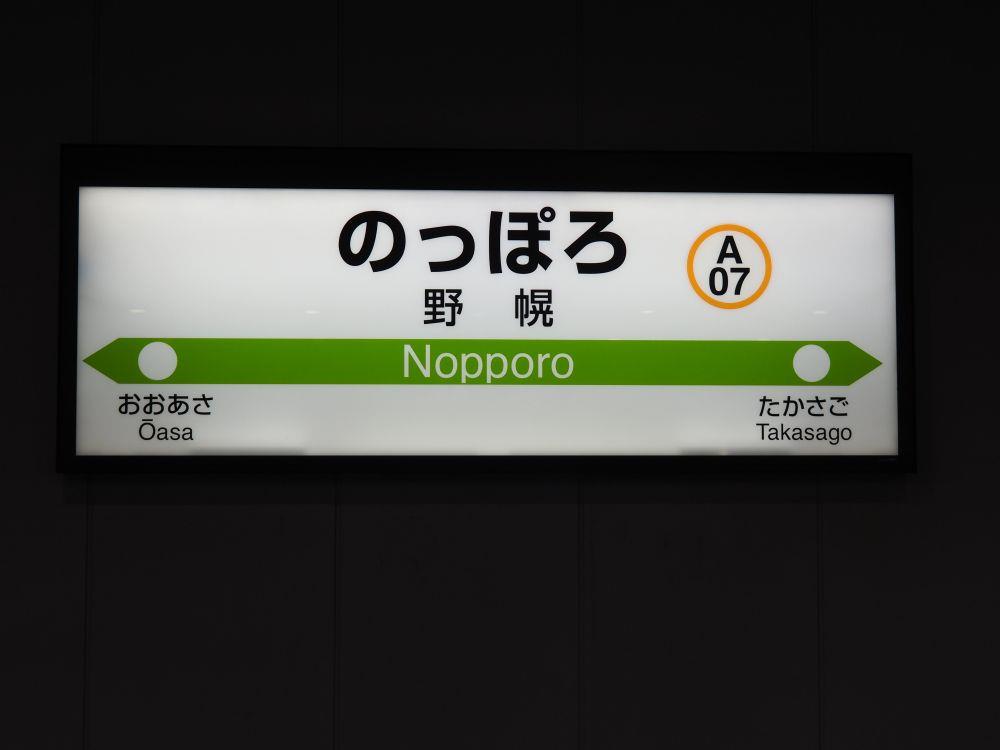 のっぽろ
A
07
野 幌
Nopporo
おおあさ
Ōasa
たかさご
Takasago